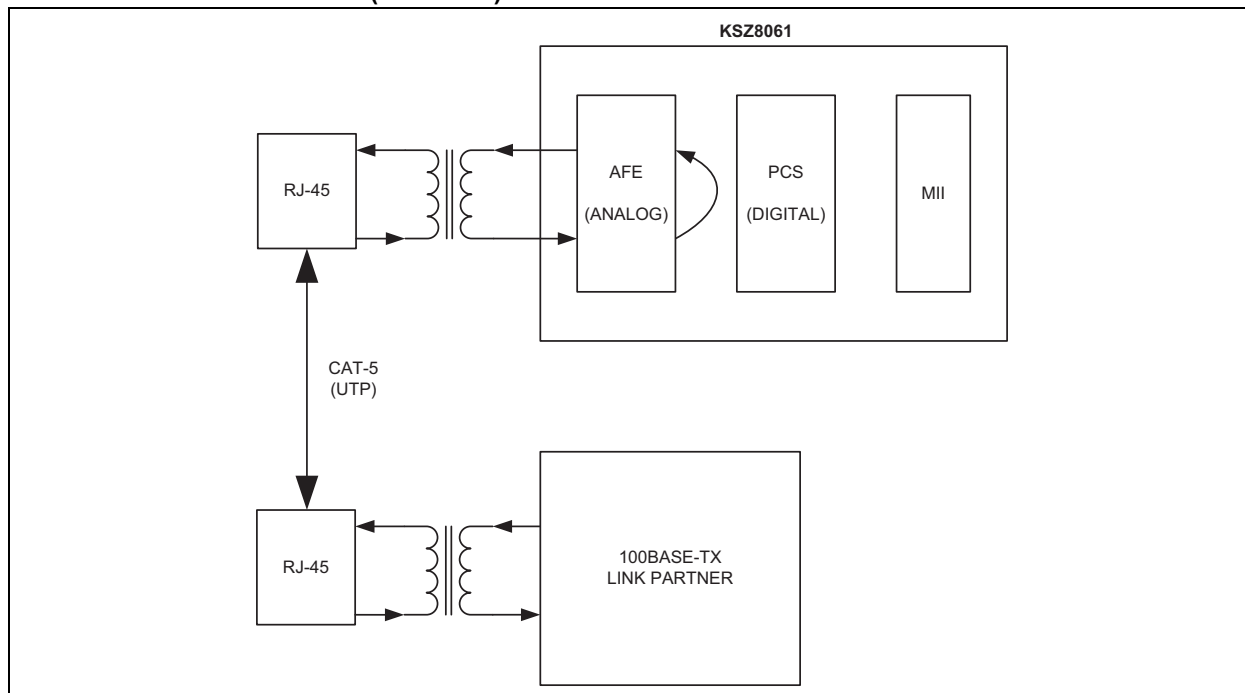 KSZ8061
RJ-45
AFE
(ANALOG)
PCS
(DIGITAL)
MII
CAT-5
(UTP)
RJ-45
100BASE-TX
LINK PARTNER